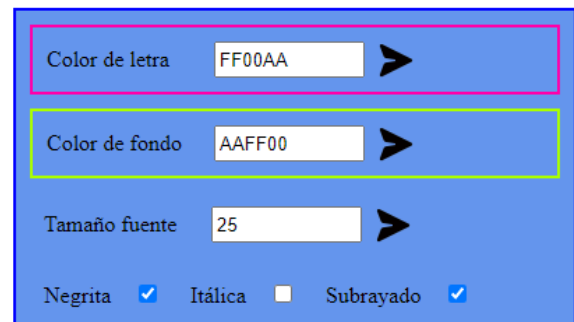 Color de letra FF00AA
Color de fondo AAFF00
Tamaño fuente 25
Negrita Itálica Subrayado